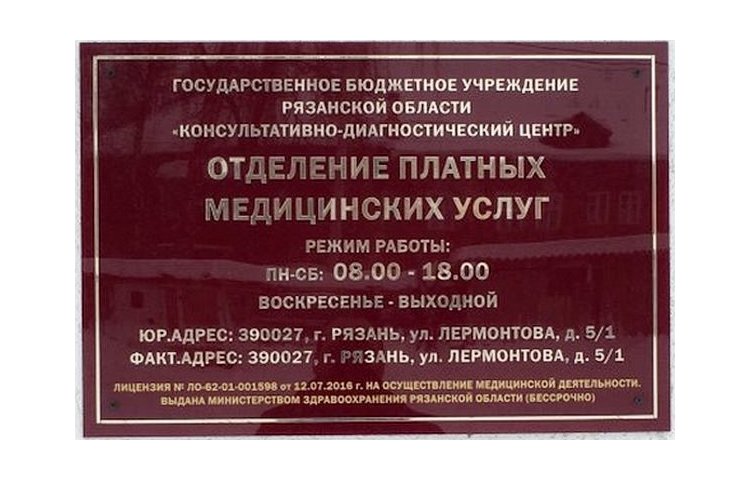 ГОСУДАРСТВЕННОЕ БЮДЖЕТНОЕ УЧРЕЖДЕНИЕ
РЯЗАНСКОЙ ОБЛАСТИ
«КОНСУЛЬТАТИВНО-ДИАГНОСТИЧЕСКИЙ ЦЕНТР»
ОТДЕЛЕНИЕ ПЛАТНЫХ
МЕДИЦИНСКИХ УСЛУГ
РЕЖИМ РАБОТЫ:
ПН-СБ: 08.00 - 18.00
ВОСКРЕСЕНЬЕ - ВЫХОДНОЙ
ЮР.АДРЕС: 390027, г. РЯЗАНЬ, ул. ЛЕРМОНТОВА, д. 5/1
ФАКТ.АДРЕС: 390027, г. РЯЗАНЬ, ул. ЛЕРМОНТОВА, д. 5/1
ЛИЦЕНЗИЯ № ЛО-62-01-001598 от 12.07.2016 г. НА ОСУЩЕСТВЛЕНИЕ МЕДИЦИНСКОЙ ДЕЯТЕЛЬНОСТИ.
ВЫДАНА МИНИСТЕРСТВОМ ЗДРАВООХРАНЕНИЯ РЯЗАНСКОЙ ОБЛАСТИ (БЕССРОЧНО)